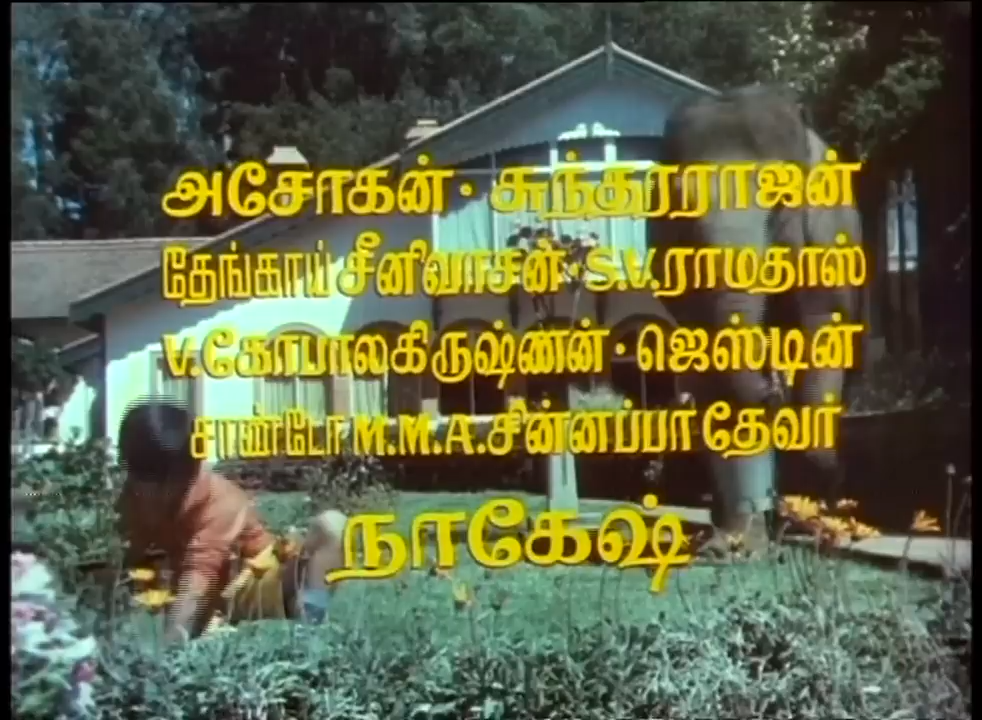 அசோகன் · சுந்தரராஜன்
தேங்காய் சீனிவாசன் · S.V.ராமதாஸ்
V.கோபாலகிருஷ்ணன் · ஜெஸ்டின்
சாண்டோ M.M.A.சின்னப்பா தேவர்
நாகேஷ்